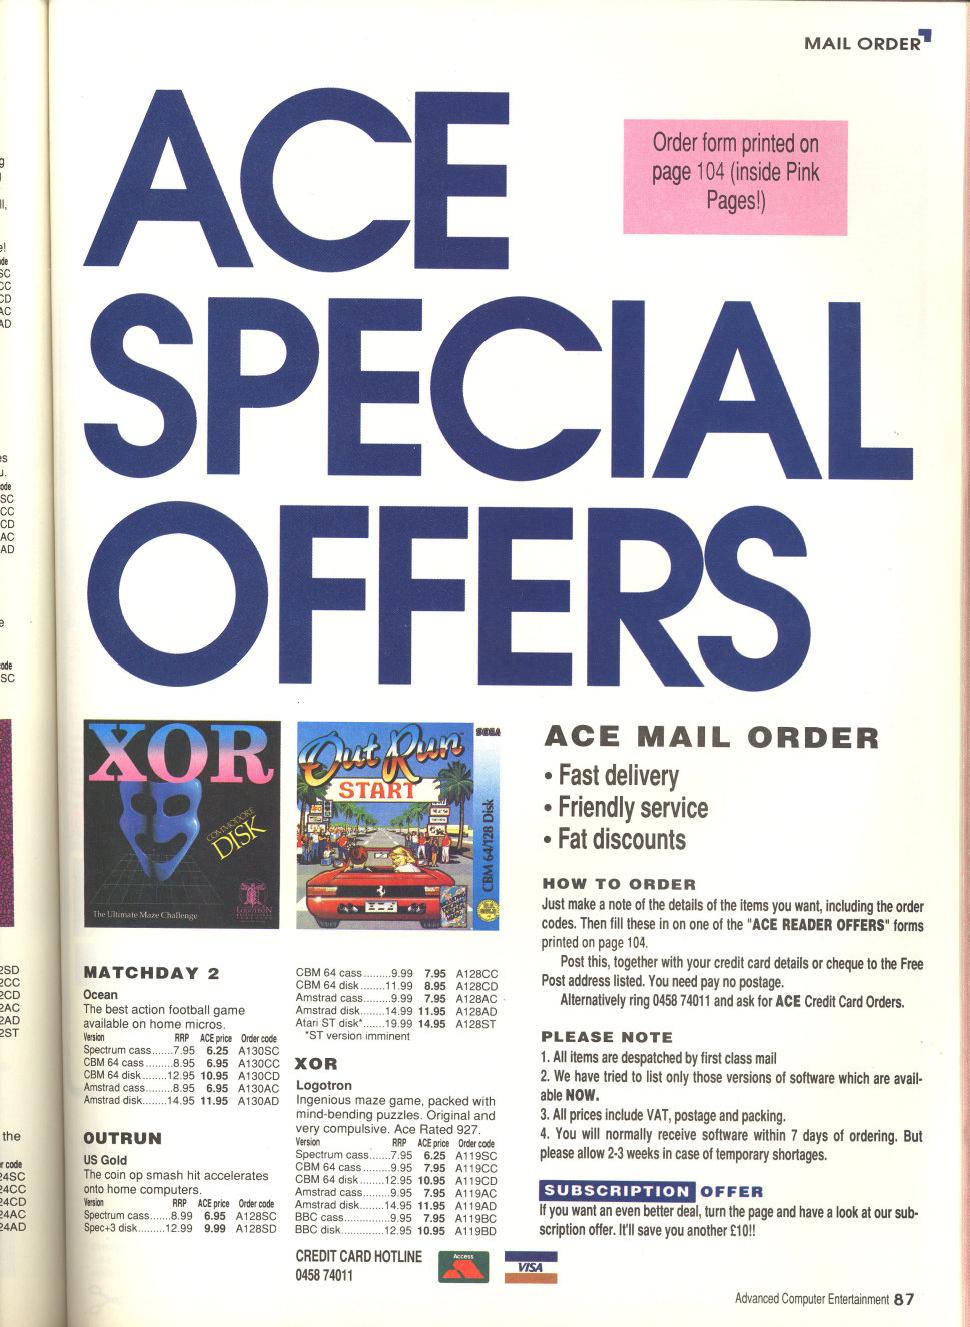 MAIL ORDER
ACE
SPECIAL
OFFERS
Order form printed on
page 104 (inside Pink
Pages!)
XOR
COMMODORE
DISK
The Ultimate Maze Challenge
LOGOTRON
Out Run
START
SEGA
CBM 64/128 Disk
MATCHDAY 2
Ocean
The best action football game
available on home micros.
Version RRP ACE price Order code
Spectrum cass.......7.95 6.25 A130SC
CBM 64 cass.........8.95 6.95 A130CC
CBM 64 disk........12.95 10.95 A130CD
Amstrad cass........8.95 6.95 A130AC
Amstrad disk........14.95 11.95 A130AD
OUTRUN
US Gold
The coin op smash hit accelerates
onto home computers.
Version RRP ACE price Order code
Spectrum cass......8.99 6.95 A128SC
Spec+3 disk........12.99 9.99 A128SD
CBM 64 cass.........9.99 7.95 A128CC
CBM 64 disk........11.99 8.95 A128CD
Amstrad cass........9.99 7.95 A128AC
Amstrad disk.......14.99 11.95 A128AD
Atari ST disk*......19.99 14.95 A128ST
*ST version imminent
XOR
Logotron
Ingenious maze game, packed with
mind-bending puzzles. Original and
very compulsive. Ace Rated 927.
Version RRP ACE price Order code
Spectrum cass.......7.95 6.25 A119SC
CBM 64 cass..........9.95 7.95 A119CC
CBM 64 disk........12.95 10.95 A119CD
Amstrad cass........9.95 7.95 A119AC
Amstrad disk.......14.95 11.95 A119AD
BBC cass..............9.95 7.95 A119BC
BBC disk.............12.95 10.95 A119BD
CREDIT CARD HOTLINE
0458 74011
Access
VISA
ACE MAIL ORDER
• Fast delivery
• Friendly service
• Fat discounts
HOW TO ORDER
Just make a note of the details of the items you want, including the order
codes. Then fill these in on one of the "ACE READER OFFERS" forms
printed on page 104.
Post this, together with your credit card details or cheque to the Free
Post address listed. You need pay no postage.
Alternatively ring 0458 74011 and ask for ACE Credit Card Orders.
PLEASE NOTE
1. All items are despatched by first class mail
2. We have tried to list only those versions of software which are avail-
able NOW.
3. All prices include VAT, postage and packing.
4. You will normally receive software within 7 days of ordering. But
please allow 2-3 weeks in case of temporary shortages.
SUBSCRIPTION OFFER
If you want an even better deal, turn the page and have a look at our sub-
scription offer. It'll save you another £10!!
Advanced Computer Entertainment 87